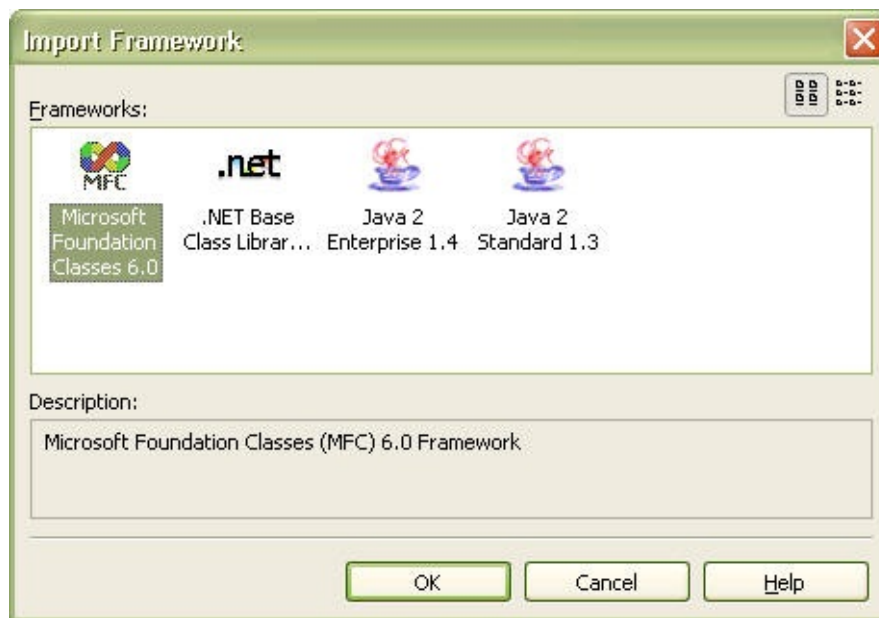 Import Framework
Frameworks:
MFC
.net
Microsoft
Foundation
Classes 6.0
.NET Base
Class Librar...
Java 2
Enterprise 1.4
Java 2
Standard 1.3
Description:
Microsoft Foundation Classes (MFC) 6.0 Framework
OK
Cancel
Help